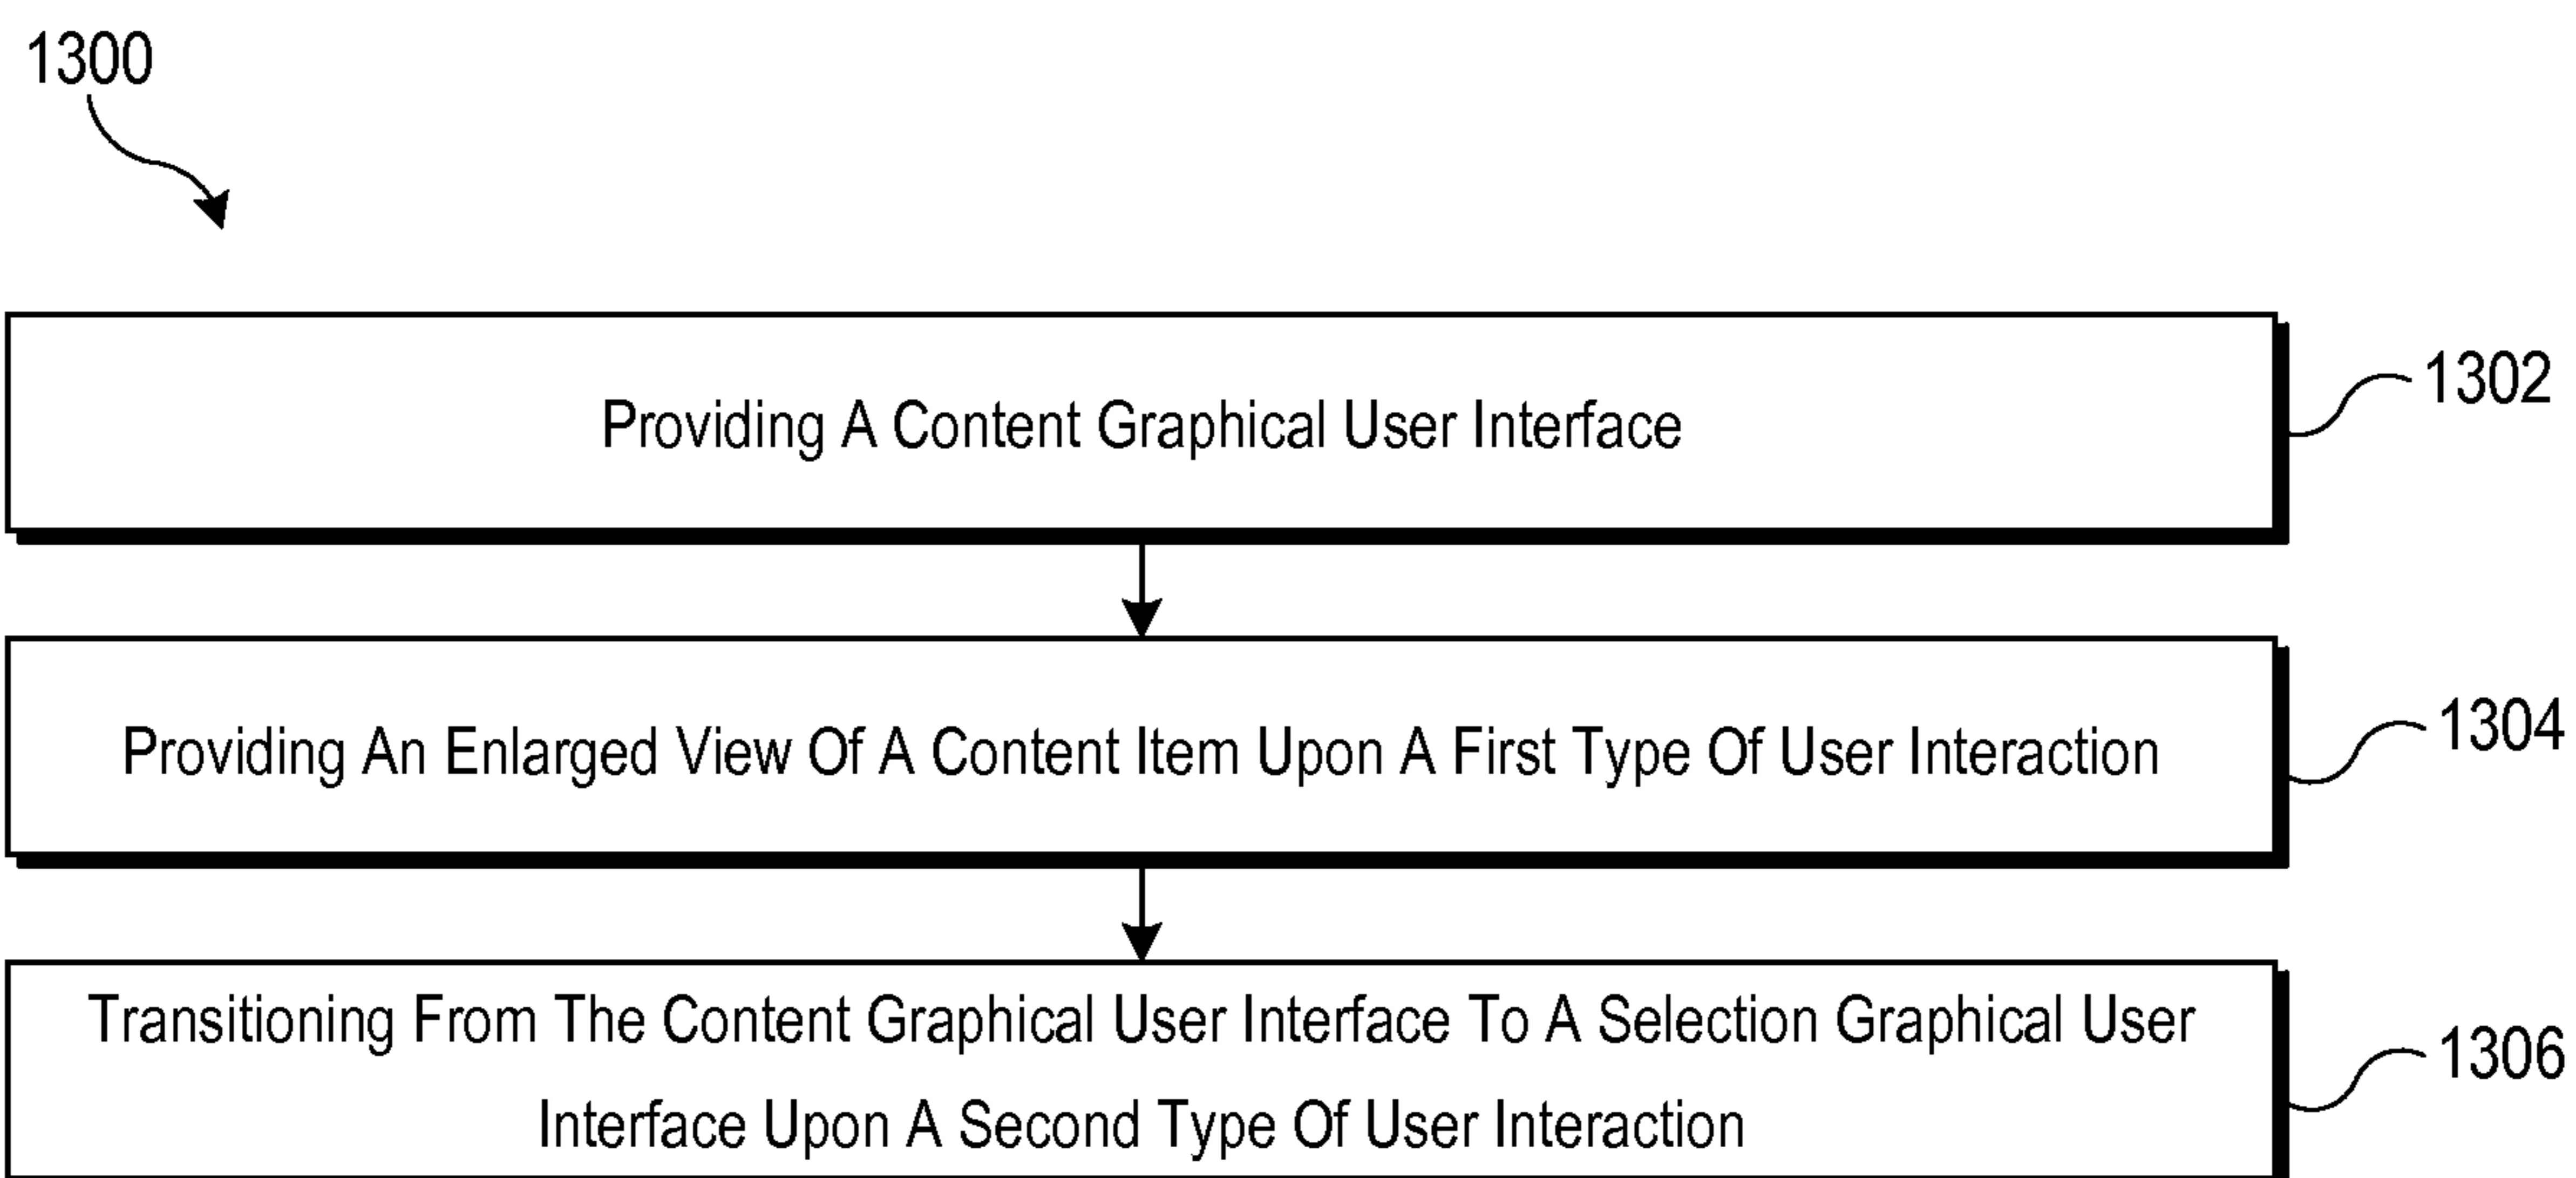 1300
Providing A Content Graphical User Interface
1302
Providing An Enlarged View Of A Content Item Upon A First Type Of User Interaction
1304
Transitioning From The Content Graphical User Interface To A Selection Graphical User
Interface Upon A Second Type Of User Interaction
1306